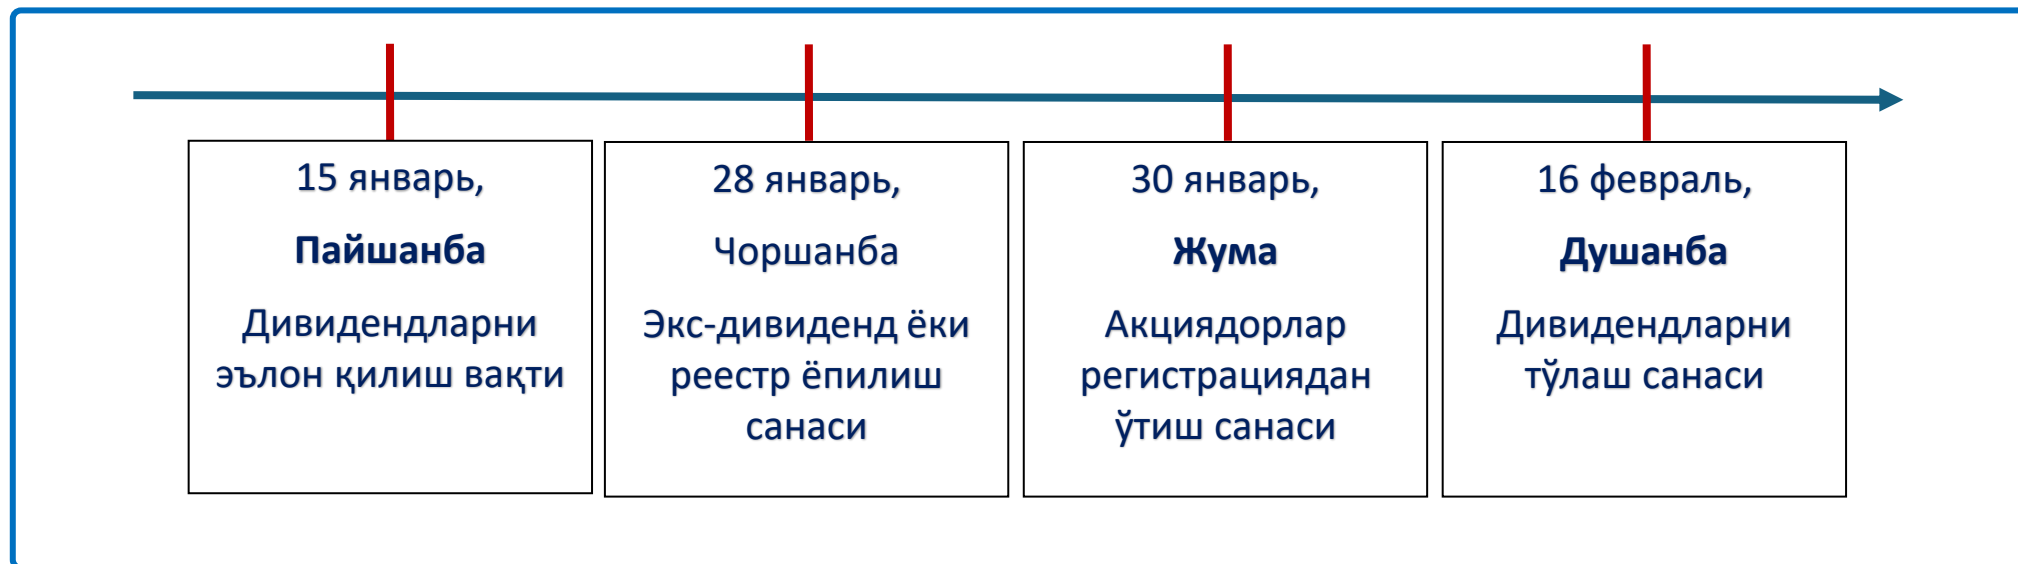 15 январь,
Пайшанба
Дивидендларни
эълон қилиш вақти
28 январь,
Чоршанба
Экс-дивиденд ёки
реестр ёпилиш
санаси
30 январь,
Жума
Акциядорлар
регистрациядан
ўтиш санаси
16 февраль,
Душанба
Дивидендларни
тўлаш санаси